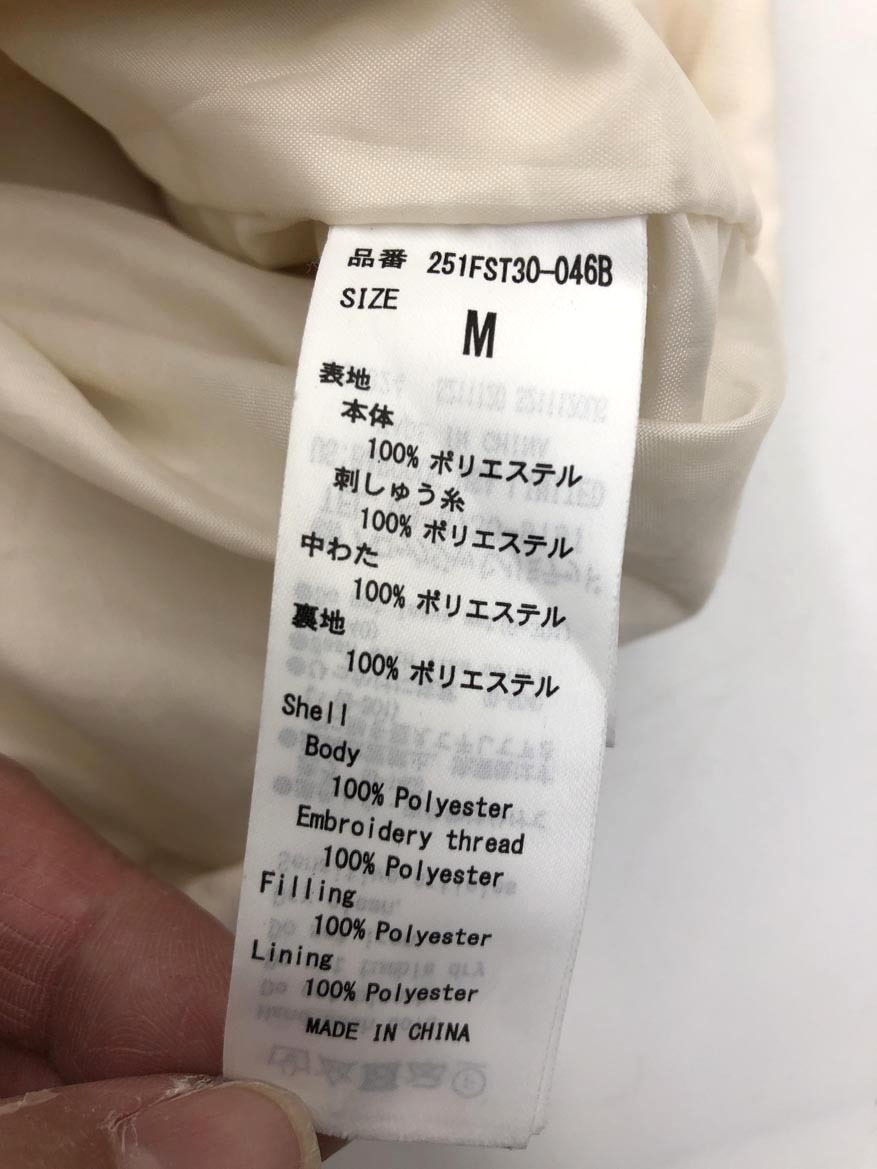 品番 251FST30-046B
SIZE
M
表地
本体
100% ポリエステル
刺しゅう糸
100% ポリエステル
中わた
100% ポリエステル
裏地
100% ポリエステル
Shell
Body
100% Polyester
Embroidery thread
100% Polyester
Filling
100% Polyester
Lining
100% Polyester
MADE IN CHINA